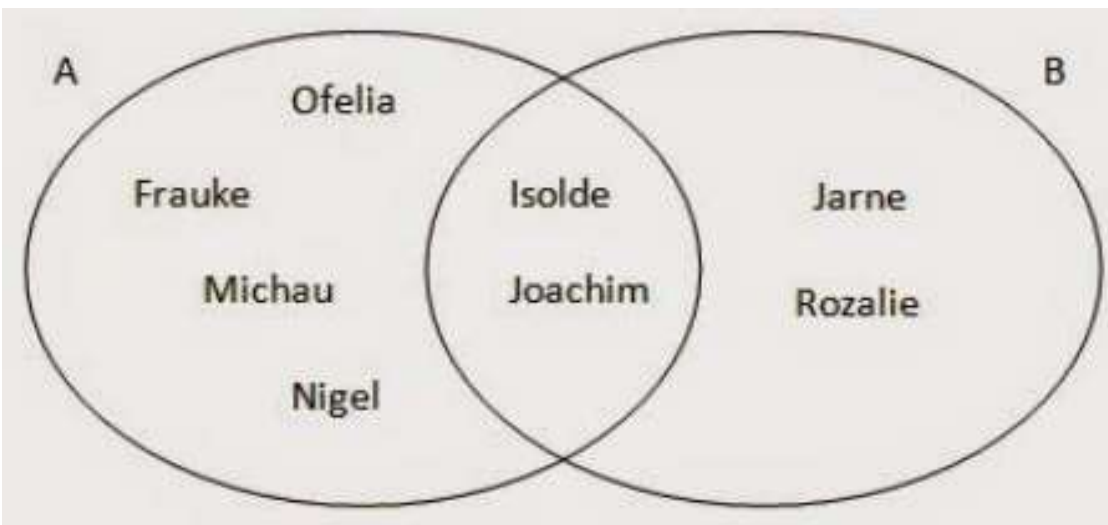 A
B
Ofelia
Frauke
Isolde
Jarne
Michau
Joachim
Rozalie
Nigel